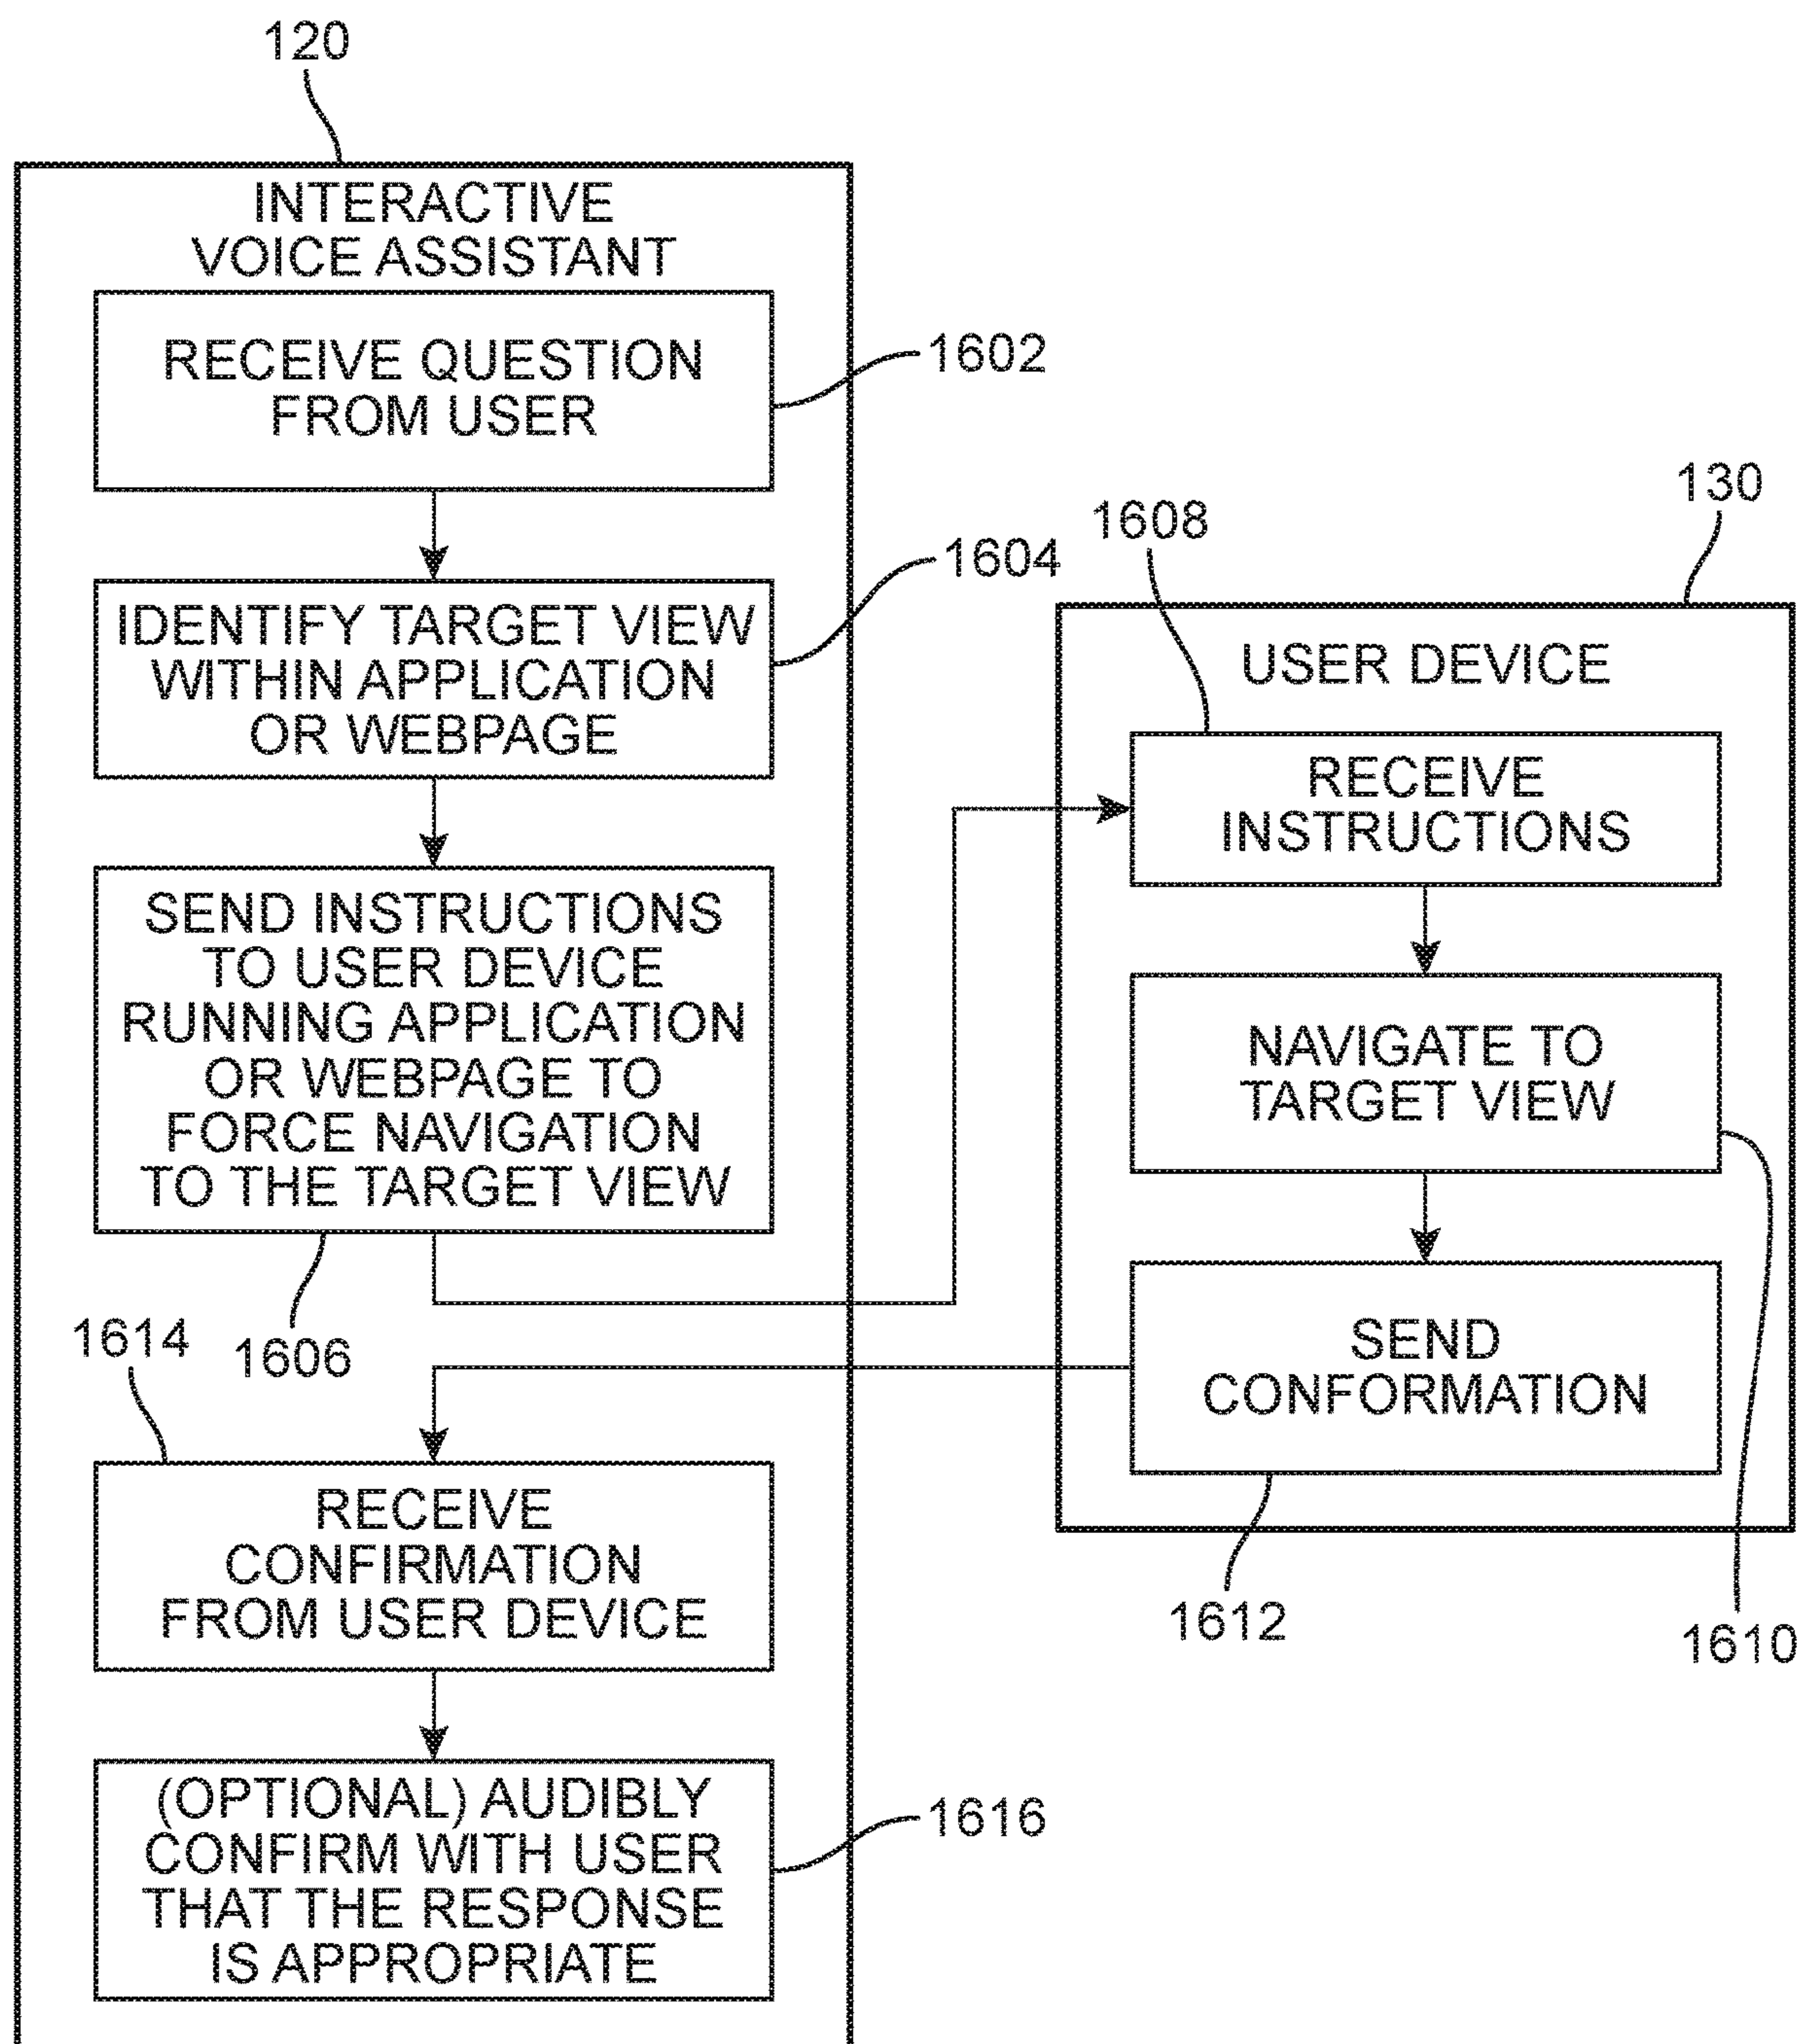 120
INTERACTIVE
VOICE ASSISTANT
RECEIVE QUESTION
FROM USER
1602
IDENTIFY TARGET VIEW
WITHIN APPLICATION
OR WEBPAGE
1604
SEND INSTRUCTIONS
TO USER DEVICE
RUNNING APPLICATION
OR WEBPAGE TO
FORCE NAVIGATION
TO THE TARGET VIEW
1606
130
USER DEVICE
1608
RECEIVE
INSTRUCTIONS
NAVIGATE TO
TARGET VIEW
1610
SEND
CONFORMATION
1612
1614
RECEIVE
CONFIRMATION
FROM USER DEVICE
(OPTIONAL) AUDIBLY
CONFIRM WITH USER
THAT THE RESPONSE
IS APPROPRIATE
1616